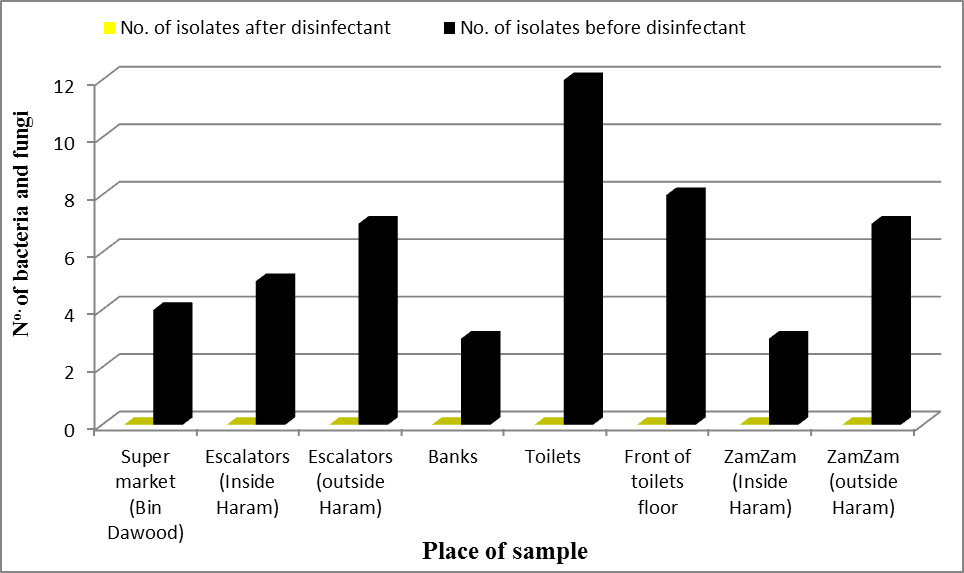 No. of isolates after disinfectant
No. of isolates before disinfectant
No. of bacteria and fungi
12
10
8
6
4
2
0
Super
market
(Bin
Dawood)
Escalators
(Inside
Haram)
Escalators
(outside
Haram)
Banks
Toilets
Front of
toilets
floor
ZamZam
(Inside
Haram)
ZamZam
(outside
Haram)
Place of sample